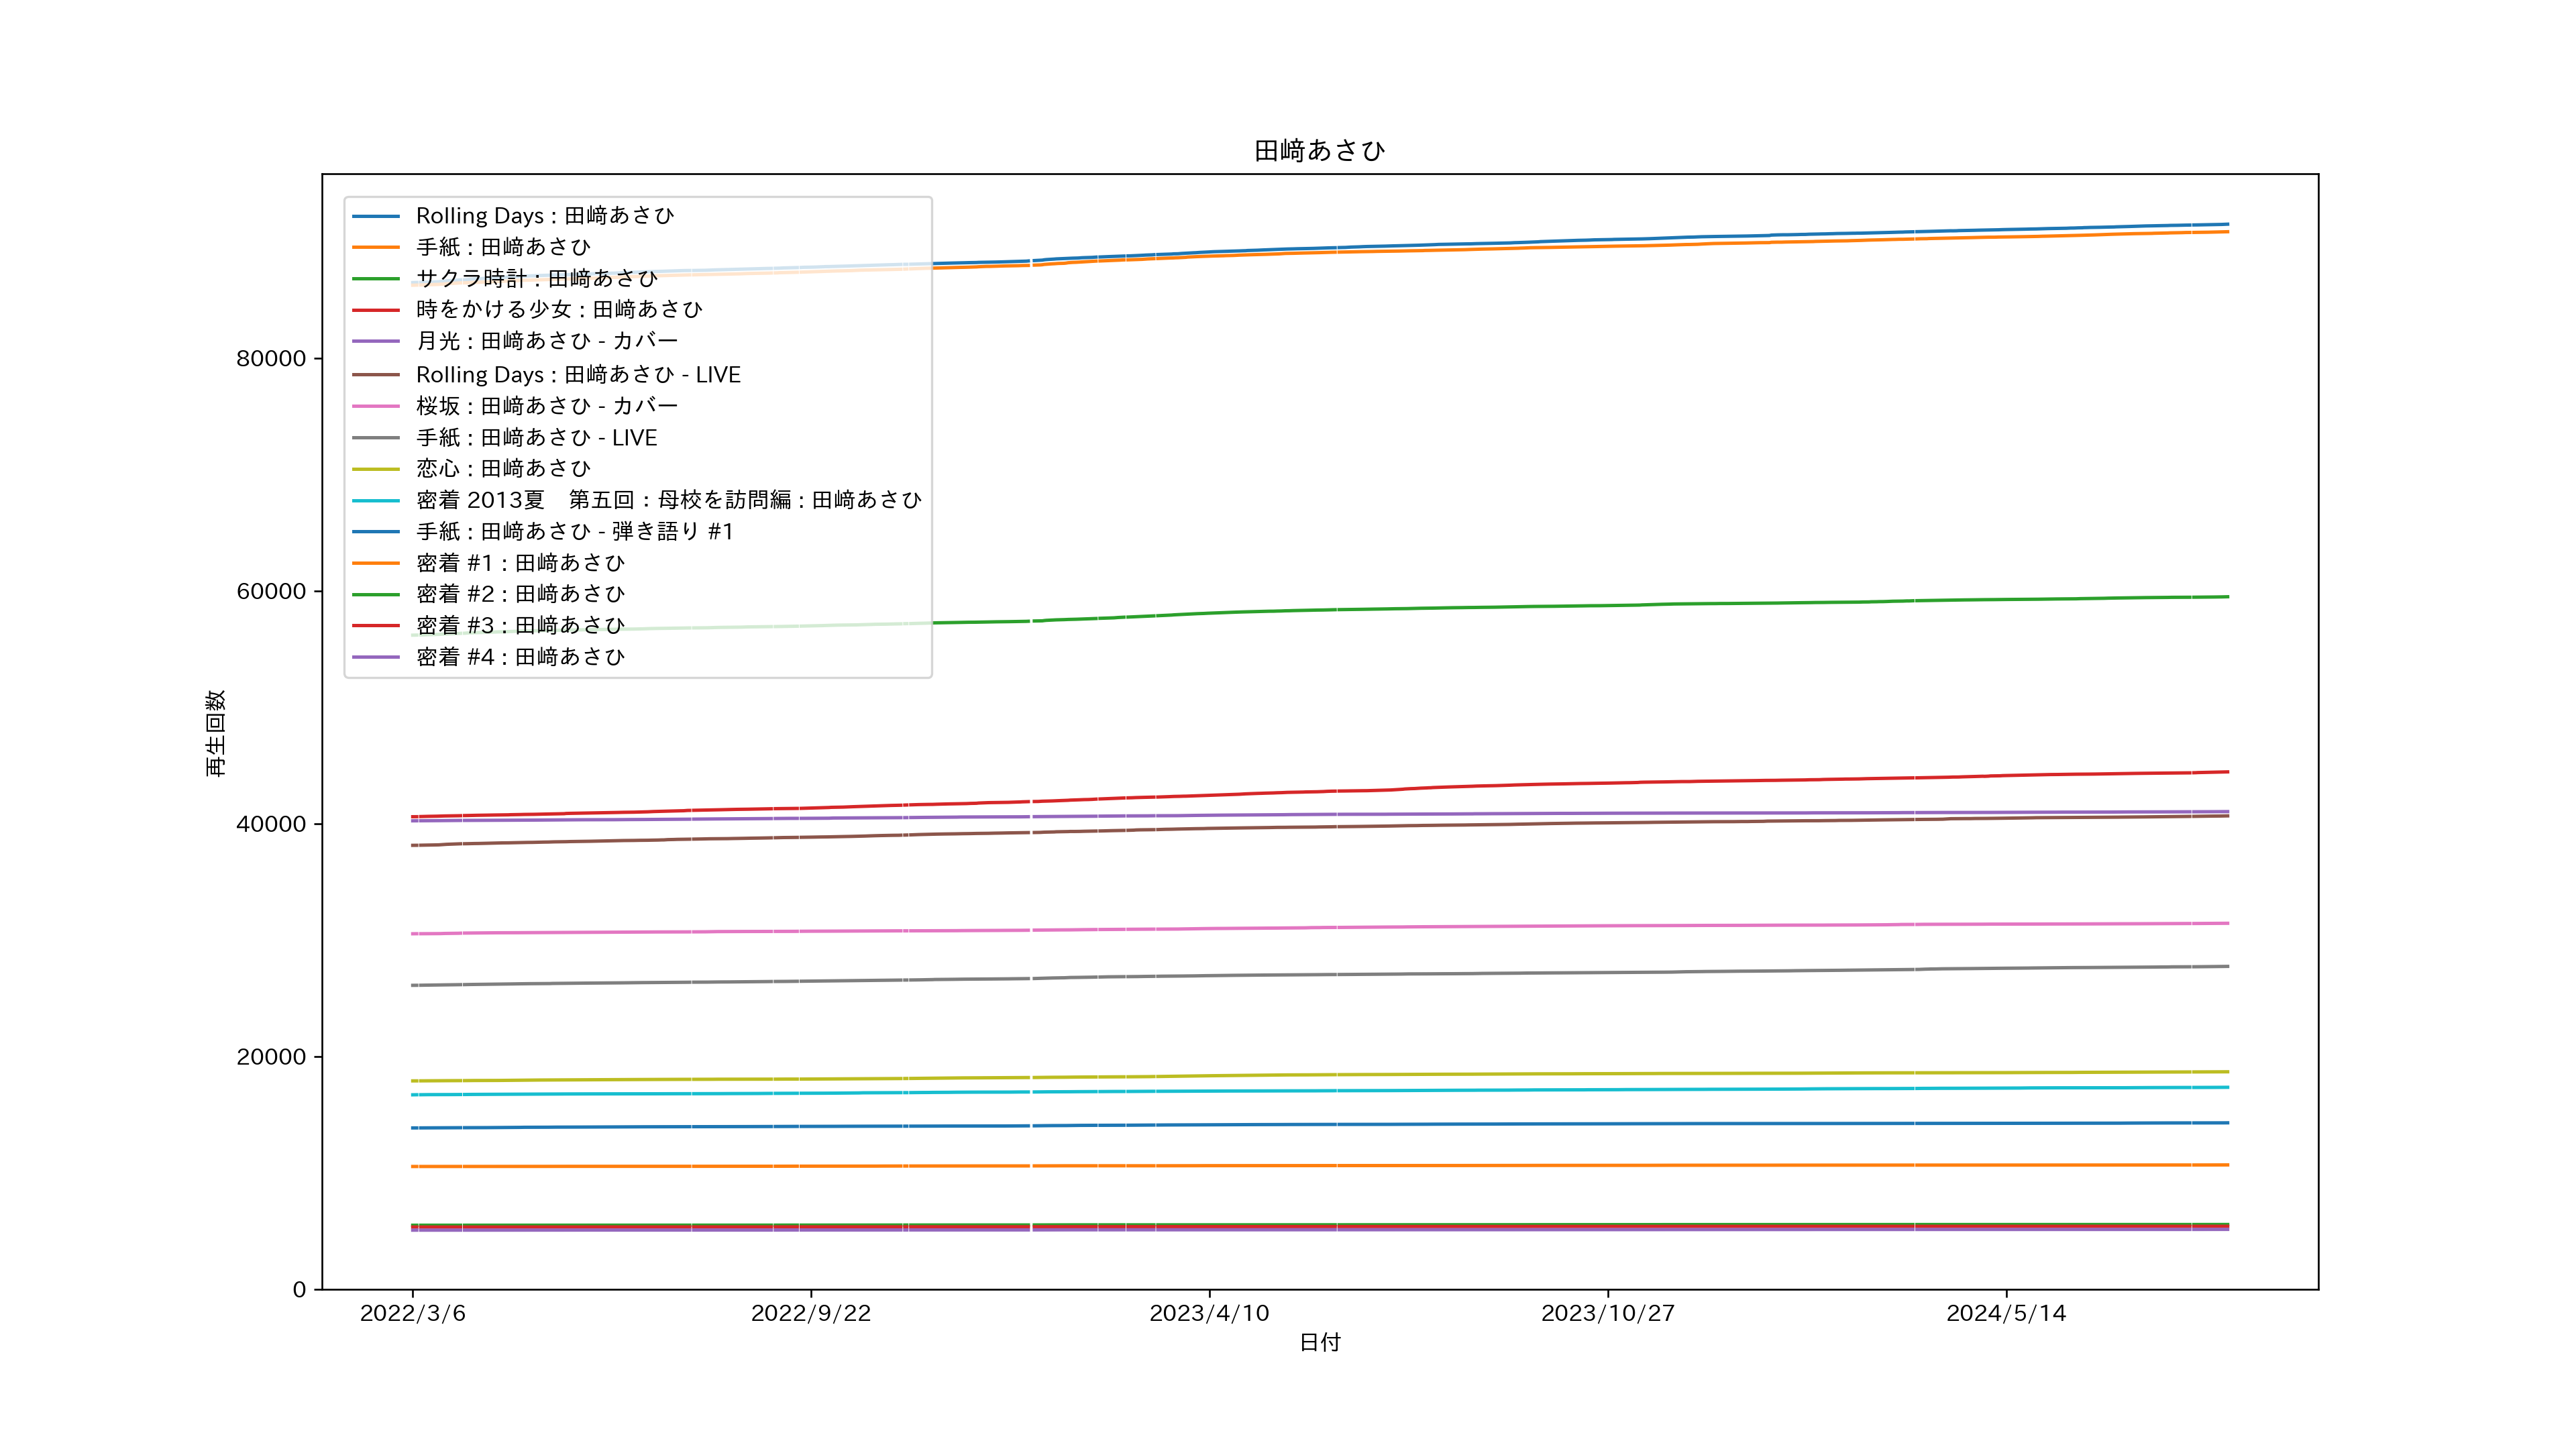 田﨑あさひ
Rolling Days : 田﨑あさひ
手紙 : 田﨑あさひ
サクラ時計 : 田﨑あさひ
時をかける少女 : 田﨑あさひ
月光 : 田﨑あさひ - カバー
Rolling Days : 田﨑あさひ - LIVE
桜坂 : 田﨑あさひ - カバー
手紙 : 田﨑あさひ - LIVE
恋心 : 田﨑あさひ
密着 2013夏　第五回：母校を訪問編 : 田﨑あさひ
手紙 : 田﨑あさひ - 弾き語り #1
密着 #1 : 田﨑あさひ
密着 #2 : 田﨑あさひ
密着 #3 : 田﨑あさひ
密着 #4 : 田﨑あさひ
再生回数
80000
60000
40000
20000
0
2022/3/6
2022/9/22
2023/4/10
2023/10/27
2024/5/14
日付